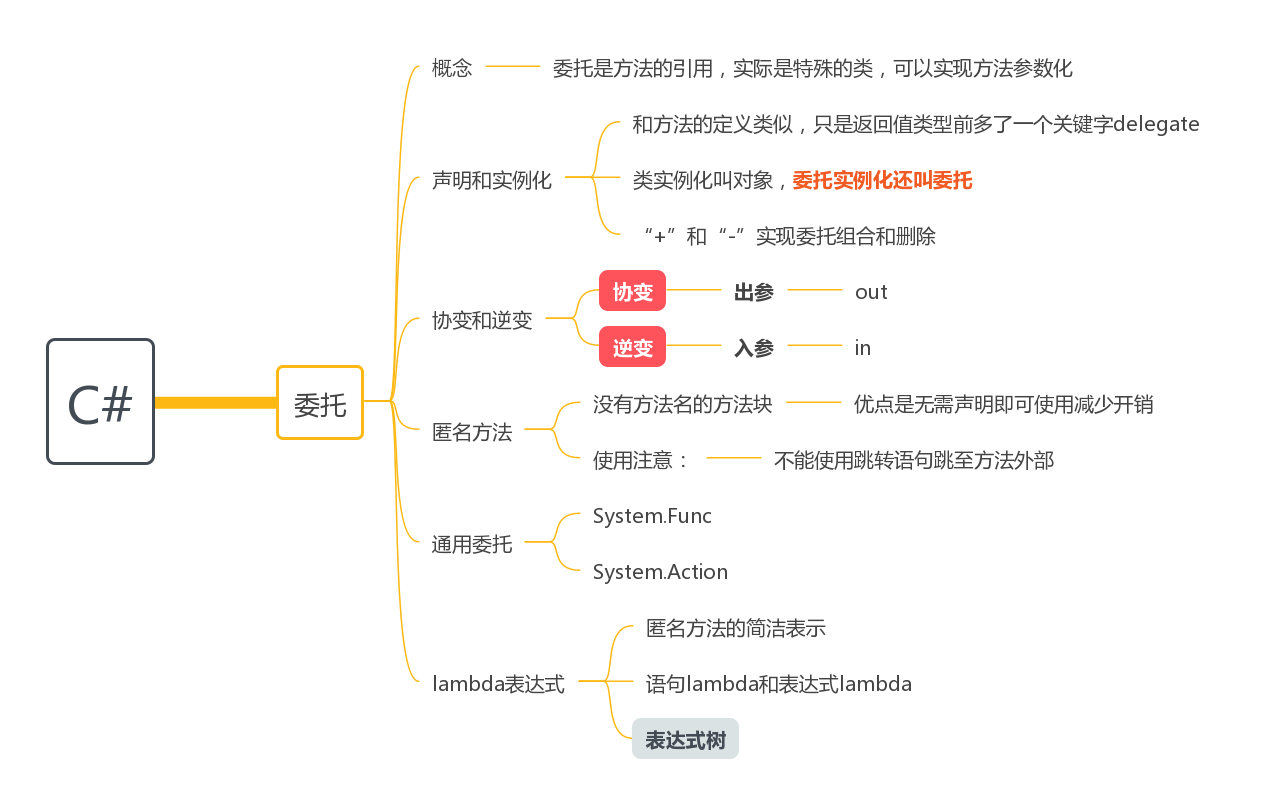 C#
委托
概念
委托是方法的引用，实际是特殊的类，可以实现方法参数化
声明和实例化
和方法的定义类似，只是返回值类型前多了一个关键字delegate
类实例化叫对象，委托实例化还叫委托
“+”和“-”实现委托组合和删除
协变和逆变
协变
出参
out
逆变
入参
in
匿名方法
没有方法名的方法块
优点是无需声明即可使用减少开销
使用注意：
不能使用跳转语句跳至方法外部
通用委托
System.Func
System.Action
lambda表达式
匿名方法的简洁表示
语句lambda和表达式lambda
表达式树